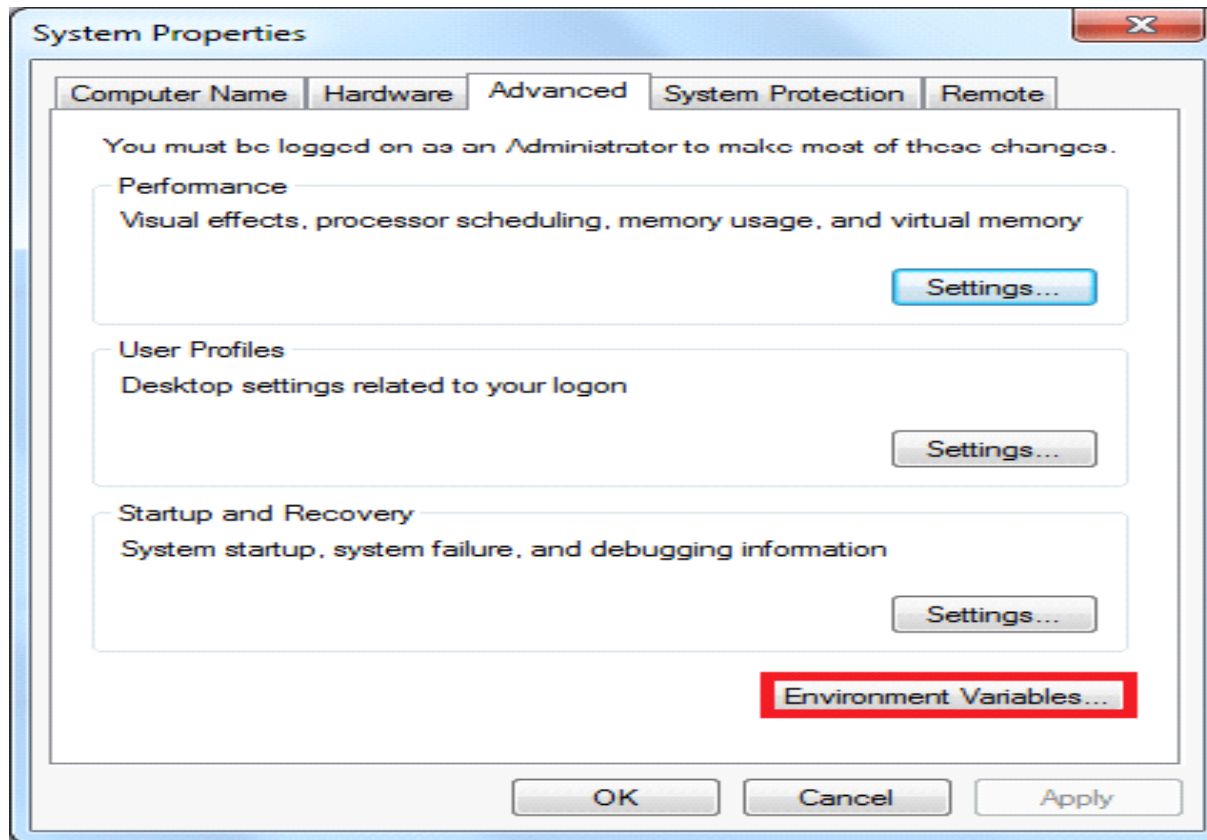 System Properties
Computer Name Hardware Advanced System Protection Remote
You must be logged on as an Administrator to make most of these changes.
Performance
Visual effects, processor scheduling, memory usage, and virtual memory
Settings...
User Profiles
Desktop settings related to your logon
Settings...
Startup and Recovery
System startup, system failure, and debugging information
Settings...
Environment Variables...
OK Cancel Apply